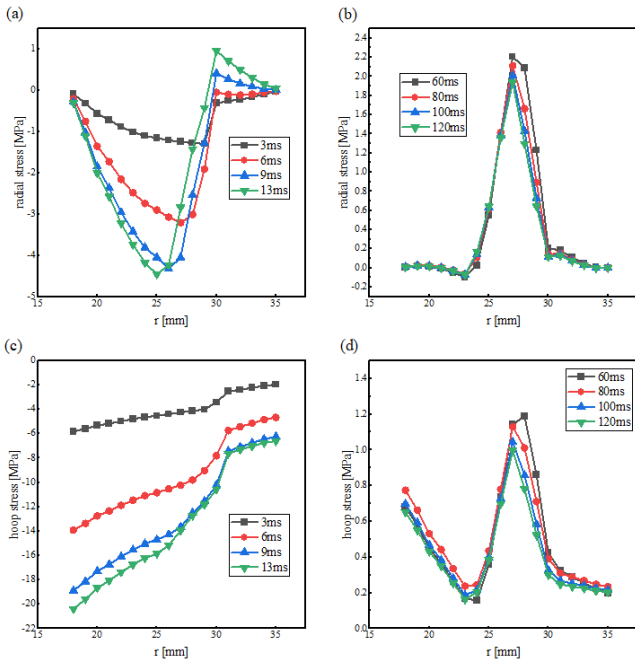 (a)
radial stress [MPa]
1
0
-1
-2
-3
-4
-5
15 20 25 30 35
r [mm]
3ms
6ms
9ms
13ms
(b)
radial stress [MPa]
2.4
2.2
2.0
1.8
1.6
1.4
1.2
1.0
0.8
0.6
0.4
0.2
0.0
-0.2
15 20 25 30 35
r [mm]
60ms
80ms
100ms
120ms
(c)
hoop stress [MPa]
0
-2
-4
-6
-8
-10
-12
-14
-16
-18
-20
-22
15 20 25 30 35
r [mm]
3ms
6ms
9ms
13ms
(d)
hoop stress [MPa]
1.4
1.2
1.0
0.8
0.6
0.4
0.2
0.0
15 20 25 30 35
r [mm]
60ms
80ms
100ms
120ms